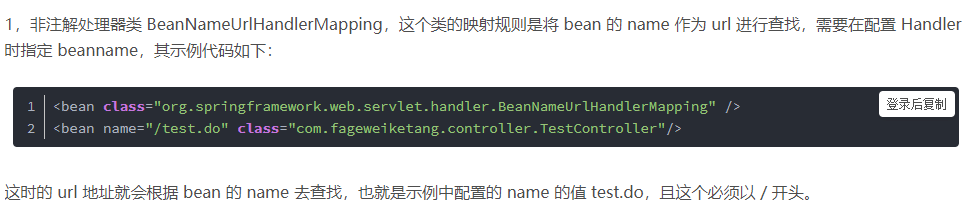 1，非注解处理器类 BeanNameUrlHandlerMapping，这个类的映射规则是将 bean 的 name 作为 url 进行查找，需要在配置 Handler
时指定 beanname，其示例代码如下：
1 <bean class="org.springframework.web.servlet.handler.BeanNameUrlHandlerMapping" />
登录后复制
2 <bean name="/test.do" class="com.fageweiketang.controller.TestController"/>
这时的 url 地址就会根据 bean 的 name 去查找，也就是示例中配置的 name 的值 test.do，且这个必须以 / 开头。